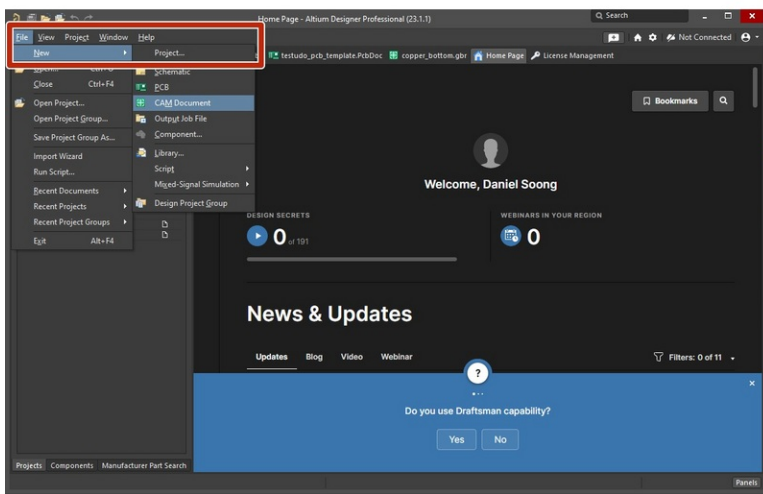 Home Page - Altium Designer Professional (23.1.1)
Search
File View Project Window Help
Not Connected
New
Project...
testudo_pcb_template.PcbDoc copper_bottom.gbr Home Page License Management
Schematic
Close Ctrl+F4
PCB
Open Project...
CAM Document
Bookmarks
Open Project Group...
Output Job File
Save Project Group As...
Component...
Import Wizard
Library...
Run Script...
Script
Mixed-Signal Simulation
Welcome, Daniel Soong
Recent Documents
Recent Projects
Design Project Group
Recent Project Groups
Exit Alt+F4
DESIGN SECRETS
0 of 191
WEBINARS IN YOUR REGION
0
News & Updates
Updates Blog Video Webinar
Filters: 0 of 11
?
Do you use Draftsman capability?
Yes No
Projects Components Manufacturer Part Search
Panels